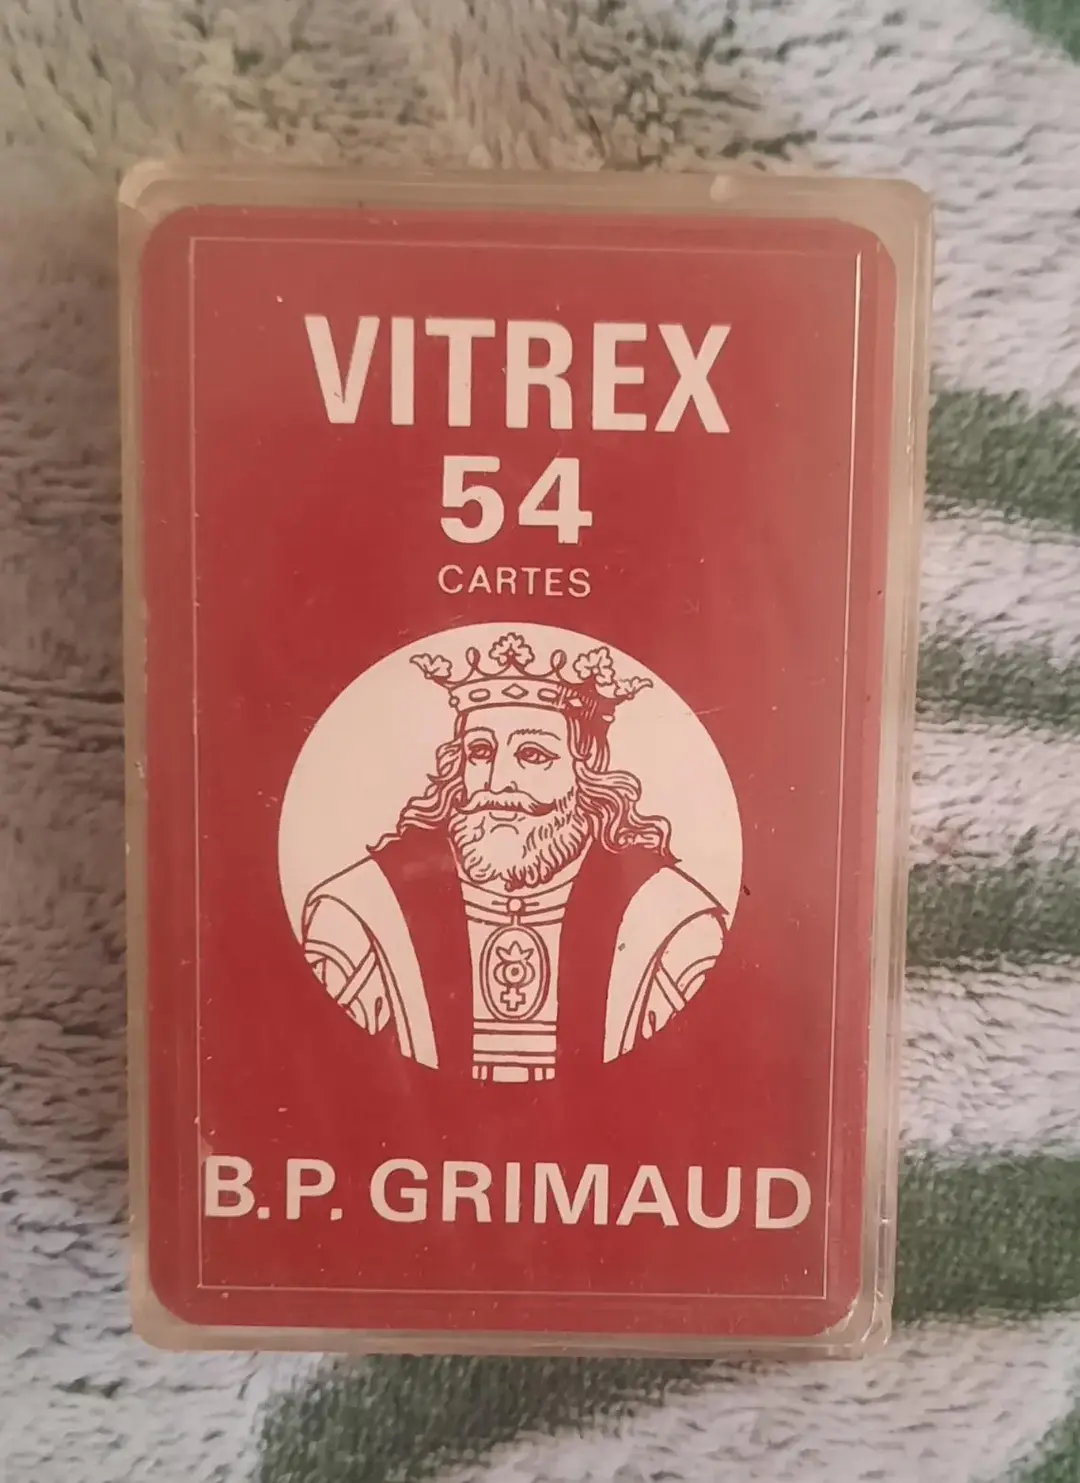 VITREX
54
CARTES
B.P. GRIMAUD